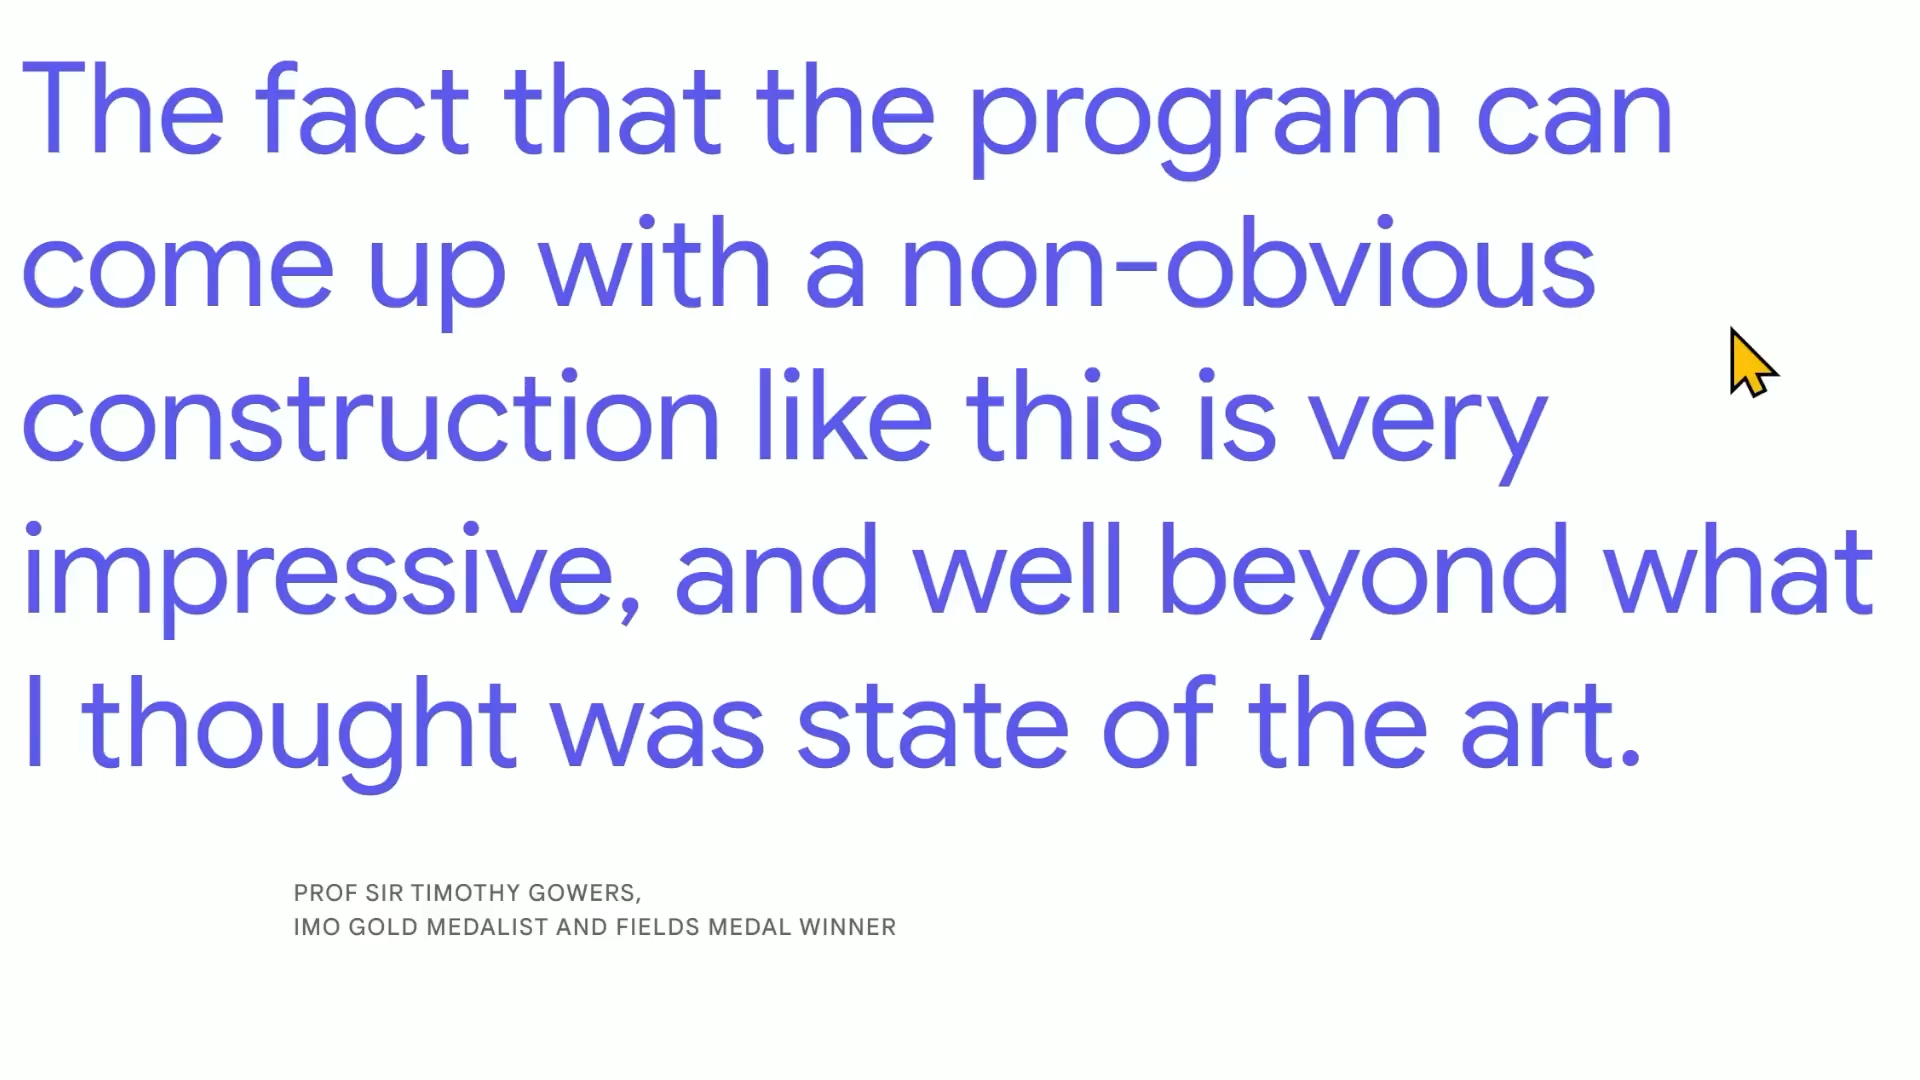 The fact that the program can
come up with a non-obvious
construction like this is very
impressive, and well beyond what
I thought was state of the art.
PROF SIR TIMOTHY GOWERS,
IMO GOLD MEDALIST AND FIELDS MEDAL WINNER